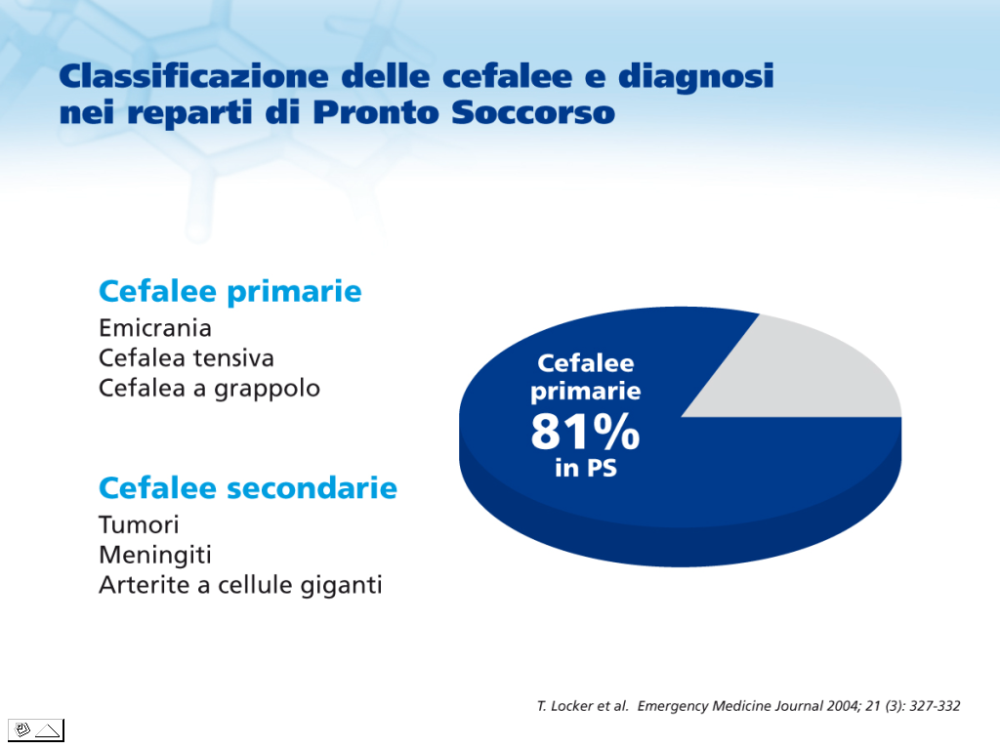 Classificazione delle cefalee e diagnosi
nei reparti di Pronto Soccorso
Cefalee primarie
Emicrania
Cefalea tensiva
Cefalea a grappolo
Cefalee secondarie
Tumori
Meningiti
Arterite a cellule giganti
Cefalee
primarie
81%
in PS
T. Locker et al. Emergency Medicine Journal 2004; 21 (3): 327-332